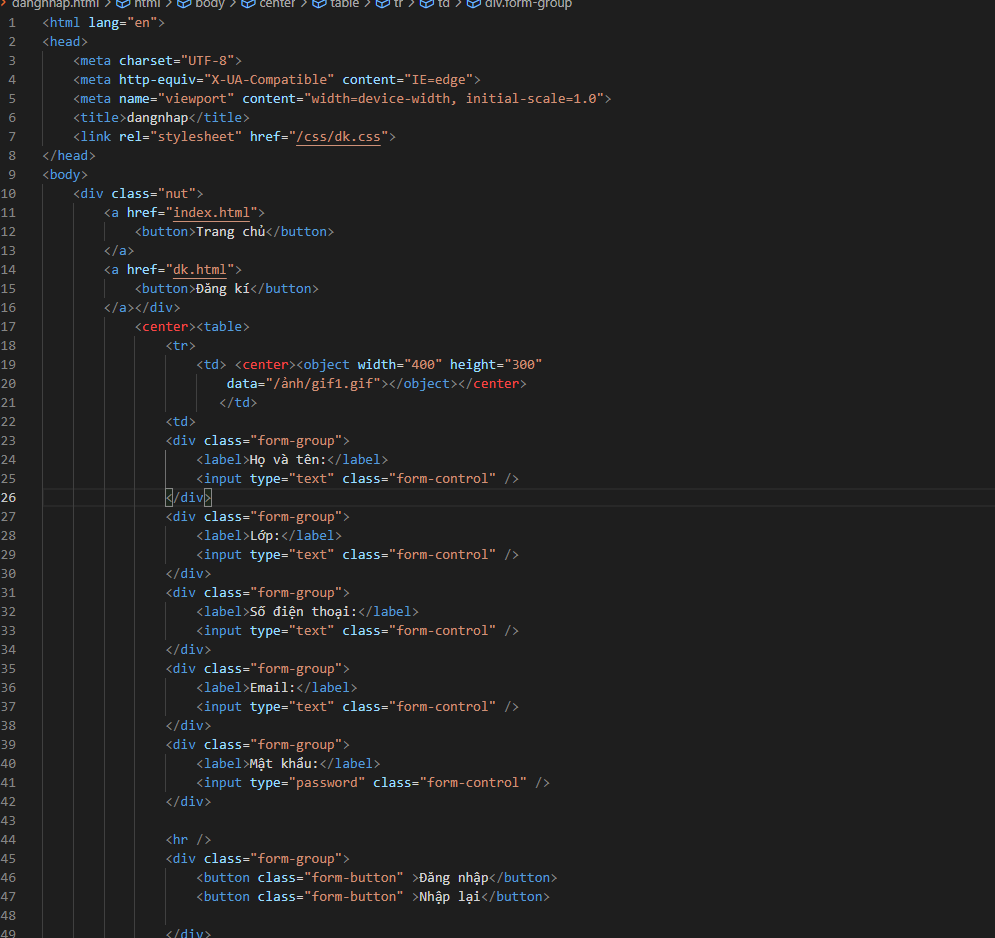 dangnhap.html > html > body > center > table > tr > td > div.form-group
1 <html lang="en">
2 <head>
3 <meta charset="UTF-8">
4 <meta http-equiv="X-UA-Compatible" content="IE=edge">
5 <meta name="viewport" content="width=device-width, initial-scale=1.0">
6 <title>dangnhap</title>
7 <link rel="stylesheet" href="/css/dk.css">
8 </head>
9 <body>
10 <div class="nut">
11 <a href="index.html">
12 <button>Trang chủ</button>
13 </a>
14 <a href="dk.html">
15 <button>Đăng kí</button>
16 </a></div>
17 <center><table>
18 <tr>
19 <td> <center><object width="400" height="300"
20 data="/ảnh/gif1.gif"></object></center>
21 </td>
22 <td>
23 <div class="form-group">
24 <label>Họ và tên:</label>
25 <input type="text" class="form-control" />
26 </div>
27 <div class="form-group">
28 <label>Lớp:</label>
29 <input type="text" class="form-control" />
30 </div>
31 <div class="form-group">
32 <label>Số điện thoại:</label>
33 <input type="text" class="form-control" />
34 </div>
35 <div class="form-group">
36 <label>Email:</label>
37 <input type="text" class="form-control" />
38 </div>
39 <div class="form-group">
40 <label>Mật khẩu:</label>
41 <input type="password" class="form-control" />
42 </div>
43
44 <hr />
45 <div class="form-group">
46 <button class="form-button" >Đăng nhập</button>
47 <button class="form-button" >Nhập lại</button>
48
49 </div>